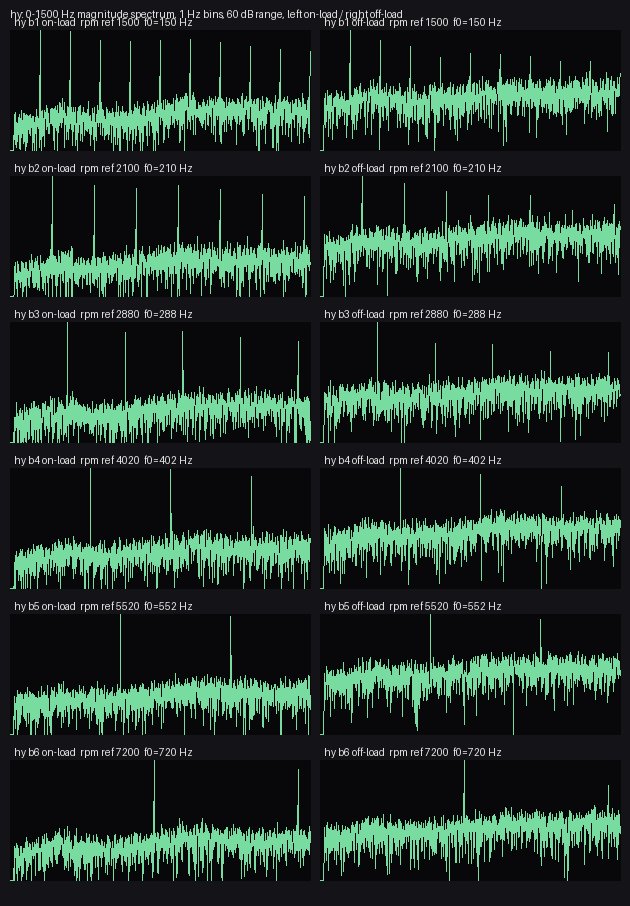 hy: 0-1500 Hz magnitude spectrum, 1 Hz bins, 60 dB range, left on-load / right off-load
hy b1 on-load rpm ref 1500 f0=150 Hz
hy b1 off-load rpm ref 1500 f0=150 Hz
hy b2 on-load rpm ref 2100 f0=210 Hz
hy b2 off-load rpm ref 2100 f0=210 Hz
hy b3 on-load rpm ref 2880 f0=288 Hz
hy b3 off-load rpm ref 2880 f0=288 Hz
hy b4 on-load rpm ref 4020 f0=402 Hz
hy b4 off-load rpm ref 4020 f0=402 Hz
hy b5 on-load rpm ref 5520 f0=552 Hz
hy b5 off-load rpm ref 5520 f0=552 Hz
hy b6 on-load rpm ref 7200 f0=720 Hz
hy b6 off-load rpm ref 7200 f0=720 Hz